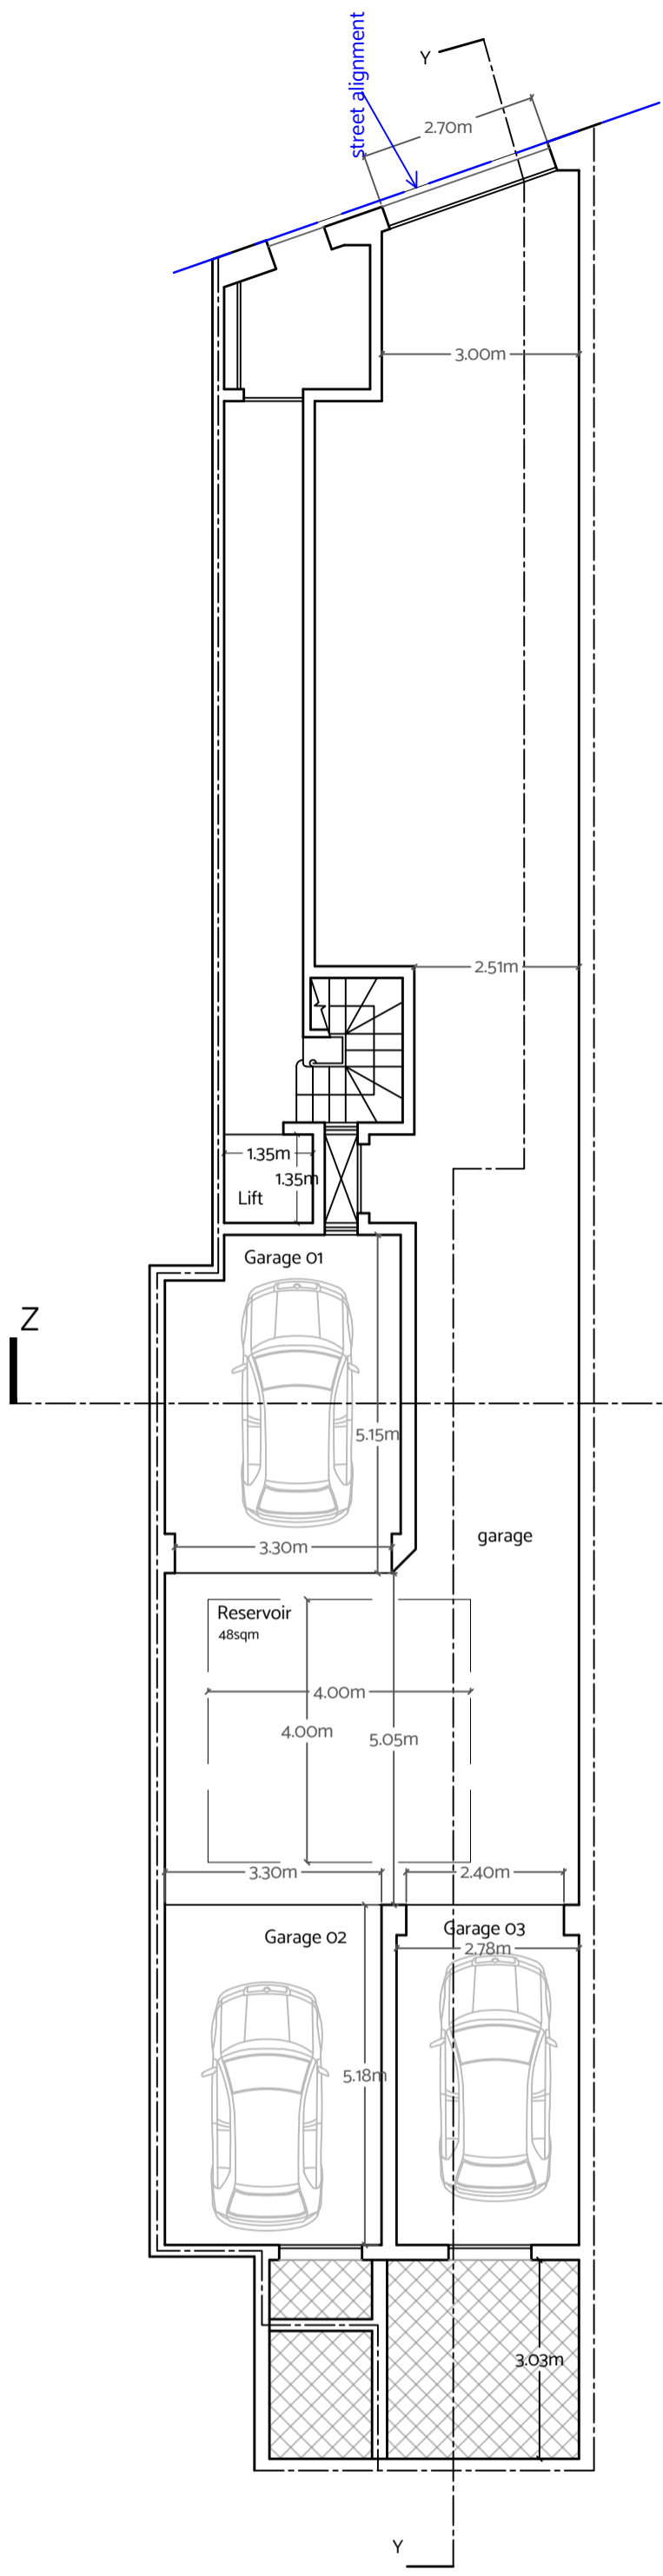 street alignment
Y
2.70m
3.00m
2.51m
1.35m
1.35m
Lift
Garage 01
Z
5.15m
garage
3.30m
Reservoir
48sqm
4.00m
4.00m
5.05m
3.30m
2.40m
Garage 02
Garage 03
2.78m
5.18m
3.03m
Y